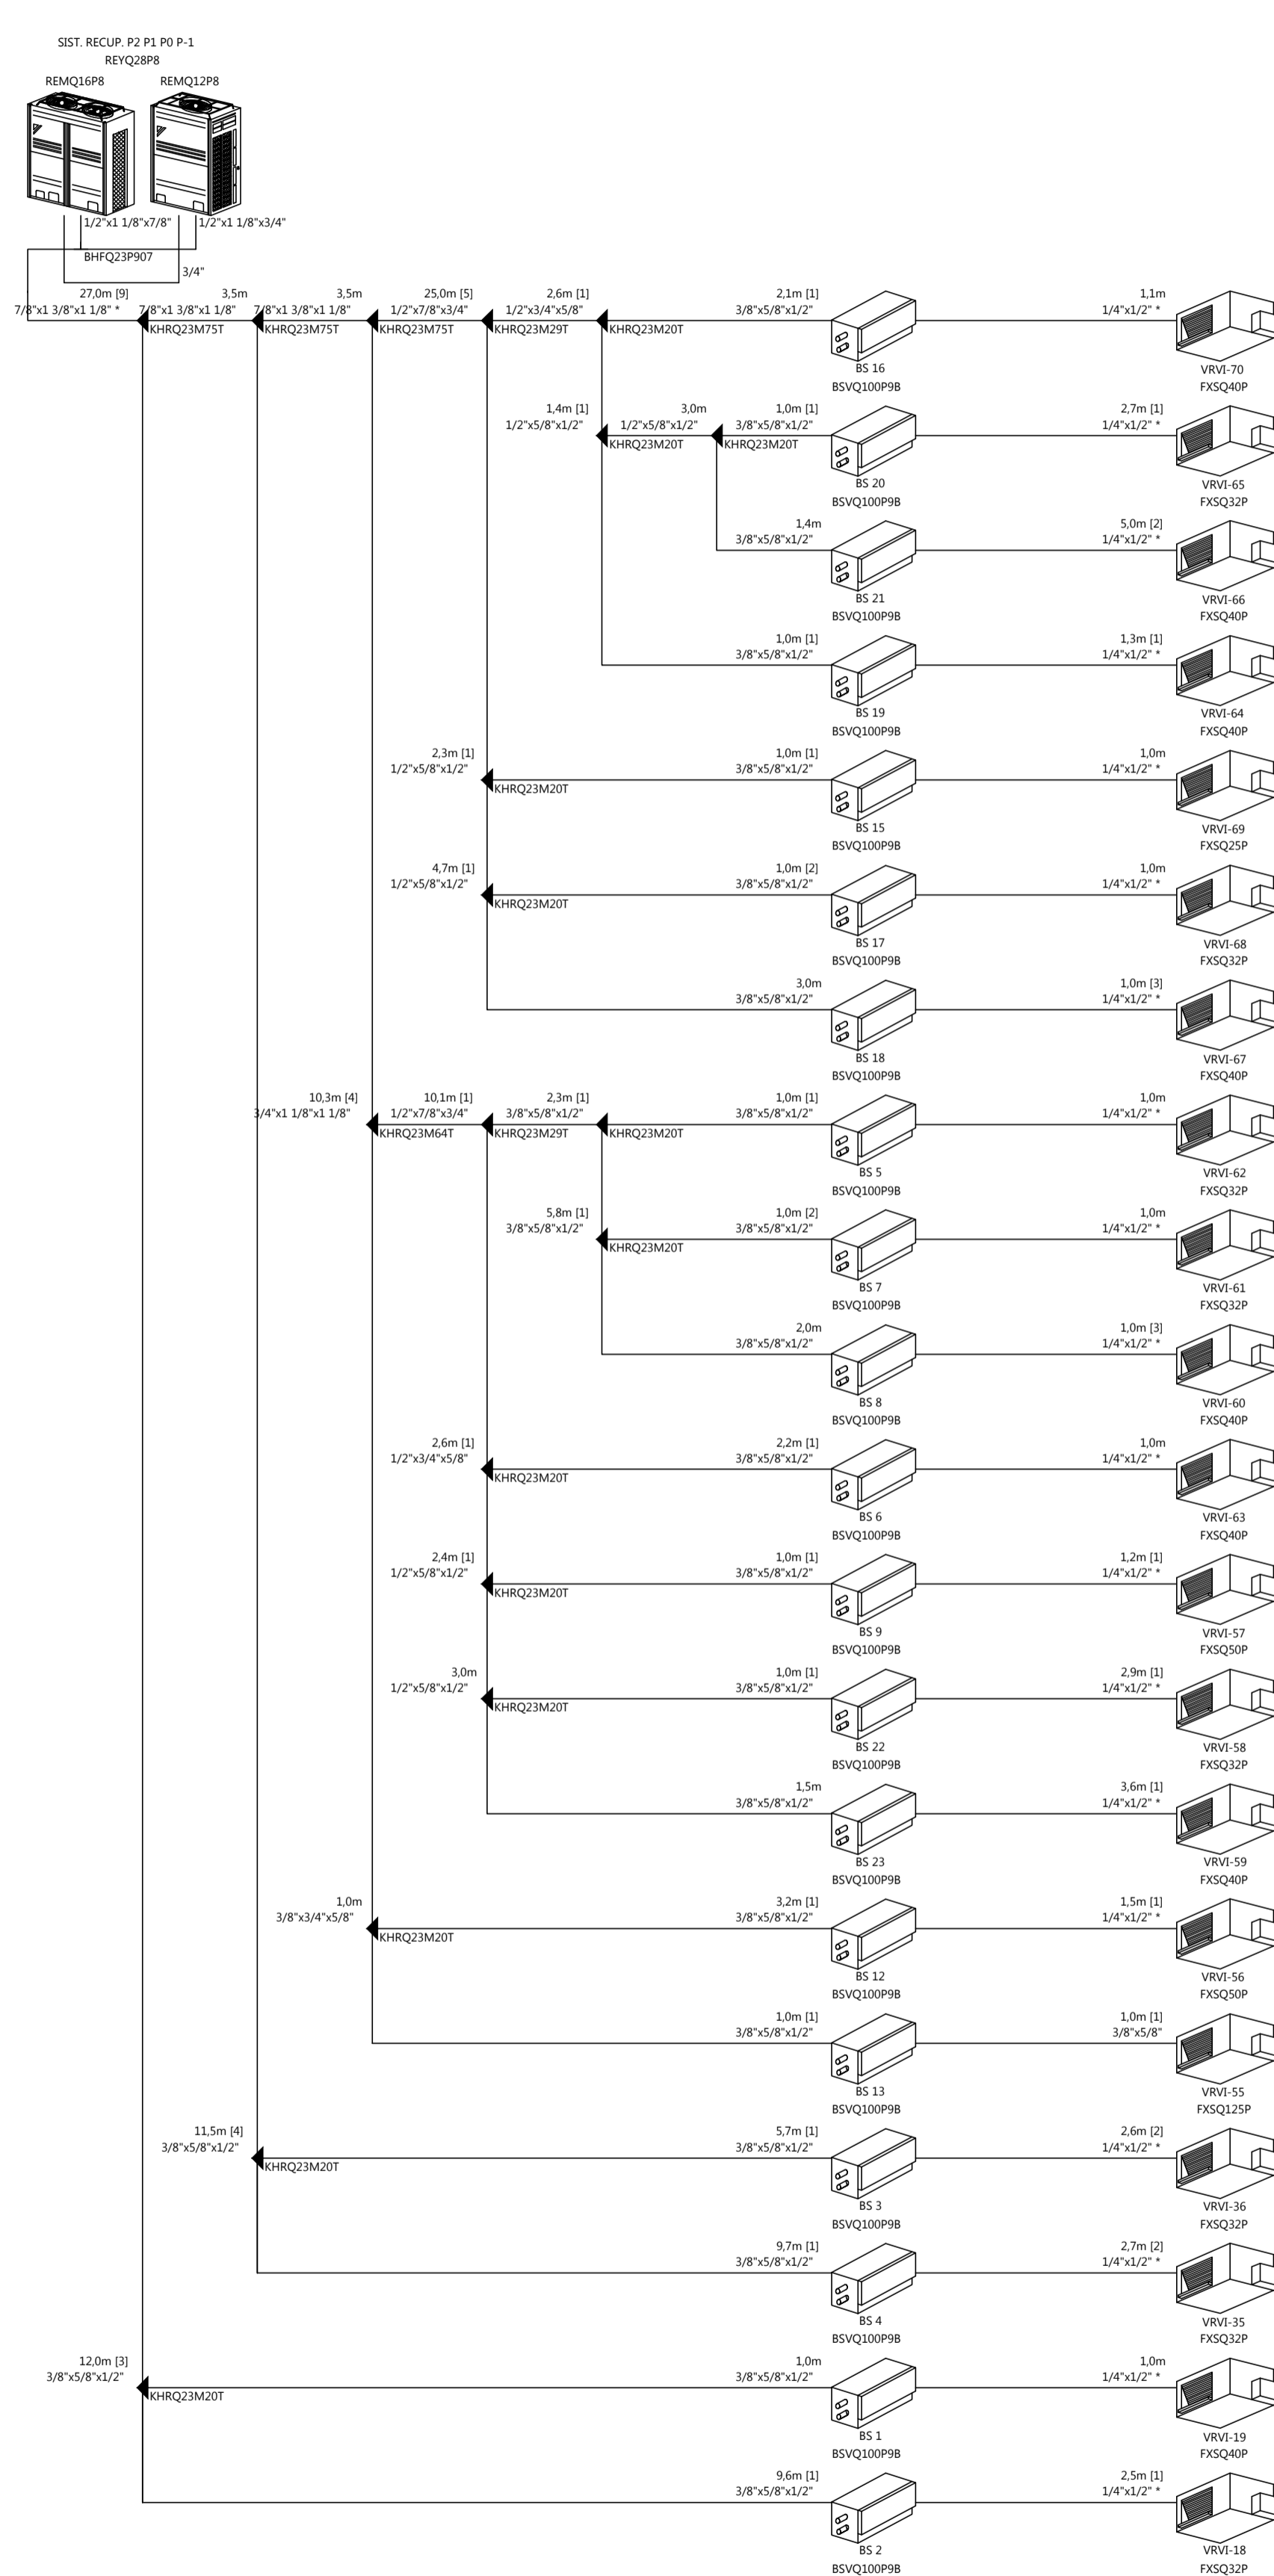 SIST. RECUP. P2 P1 P0 P-1
REYQ28P8
REMQ16P8 REMQ12P8
1/2"x1 1/8"x7/8" 1/2"x1 1/8"x3/4"
BHFQ23P907
3/4"
27,0m [9] 3,5m 3,5m 25,0m [5] 2,6m [1] 2,1m [1] 1,1m
7/8"x1 3/8"x1 1/8" * 7/8"x1 3/8"x1 1/8" 7/8"x1 3/8"x1 1/8" 1/2"x7/8"x3/4" 1/2"x3/4"x5/8" 3/8"x5/8"x1/2" 1/4"x1/2" *
KHRQ23M75T KHRQ23M75T KHRQ23M75T KHRQ23M29T KHRQ23M20T
BS 16 VRVI-70
BSVQ100P9B FXSQ40P
1,4m [1] 3,0m 1,0m [1] 2,7m [1]
1/2"x5/8"x1/2" 1/2"x5/8"x1/2" 3/8"x5/8"x1/2" 1/4"x1/2" *
KHRQ23M20T KHRQ23M20T
BS 20 VRVI-65
BSVQ100P9B FXSQ32P
1,4m 5,0m [2]
3/8"x5/8"x1/2" 1/4"x1/2" *
BS 21 VRVI-66
BSVQ100P9B FXSQ40P
1,0m [1] 1,3m [1]
3/8"x5/8"x1/2" 1/4"x1/2" *
BS 19 VRVI-64
BSVQ100P9B FXSQ40P
2,3m [1] 1,0m [1] 1,0m
1/2"x5/8"x1/2" 3/8"x5/8"x1/2" 1/4"x1/2" *
KHRQ23M20T
BS 15 VRVI-69
BSVQ100P9B FXSQ25P
4,7m [1] 1,0m [2] 1,0m
1/2"x5/8"x1/2" 3/8"x5/8"x1/2" 1/4"x1/2" *
KHRQ23M20T
BS 17 VRVI-68
BSVQ100P9B FXSQ32P
3,0m 1,0m [3]
3/8"x5/8"x1/2" 1/4"x1/2" *
BS 18 VRVI-67
BSVQ100P9B FXSQ40P
10,3m [4] 10,1m [1] 2,3m [1] 1,0m [1] 1,0m
3/4"x1 1/8"x1 1/8" 1/2"x7/8"x3/4" 3/8"x5/8"x1/2" 3/8"x5/8"x1/2" 1/4"x1/2" *
KHRQ23M64T KHRQ23M29T KHRQ23M20T
BS 5 VRVI-62
BSVQ100P9B FXSQ32P
5,8m [1] 1,0m [2] 1,0m
3/8"x5/8"x1/2" 3/8"x5/8"x1/2" 1/4"x1/2" *
KHRQ23M20T
BS 7 VRVI-61
BSVQ100P9B FXSQ32P
2,0m 1,0m [3]
3/8"x5/8"x1/2" 1/4"x1/2" *
BS 8 VRVI-60
BSVQ100P9B FXSQ40P
2,6m [1] 2,2m [1] 1,0m
1/2"x3/4"x5/8" 3/8"x5/8"x1/2" 1/4"x1/2" *
KHRQ23M20T
BS 6 VRVI-63
BSVQ100P9B FXSQ40P
2,4m [1] 1,0m [1] 1,2m [1]
1/2"x5/8"x1/2" 3/8"x5/8"x1/2" 1/4"x1/2" *
KHRQ23M20T
BS 9 VRVI-57
BSVQ100P9B FXSQ50P
3,0m 1,0m [1] 2,9m [1]
1/2"x5/8"x1/2" 3/8"x5/8"x1/2" 1/4"x1/2" *
KHRQ23M20T
BS 22 VRVI-58
BSVQ100P9B FXSQ32P
1,5m 3,6m [1]
3/8"x5/8"x1/2" 1/4"x1/2" *
BS 23 VRVI-59
BSVQ100P9B FXSQ40P
1,0m 3,2m [1] 1,5m [1]
3/8"x3/4"x5/8" 3/8"x5/8"x1/2" 1/4"x1/2" *
KHRQ23M20T
BS 12 VRVI-56
BSVQ100P9B FXSQ50P
1,0m [1] 1,0m [1]
3/8"x5/8"x1/2" 3/8"x5/8"
BS 13 VRVI-55
BSVQ100P9B FXSQ125P
11,5m [4] 5,7m [1] 2,6m [2]
3/8"x5/8"x1/2" 3/8"x5/8"x1/2" 1/4"x1/2" *
KHRQ23M20T
BS 3 VRVI-36
BSVQ100P9B FXSQ32P
9,7m [1] 2,7m [2]
3/8"x5/8"x1/2" 1/4"x1/2" *
BS 4 VRVI-35
BSVQ100P9B FXSQ32P
12,0m [3] 1,0m 1,0m
3/8"x5/8"x1/2" 3/8"x5/8"x1/2" 1/4"x1/2" *
KHRQ23M20T
BS 1 VRVI-19
BSVQ100P9B FXSQ40P
9,6m [1] 2,5m [1]
3/8"x5/8"x1/2" 1/4"x1/2" *
BS 2 VRVI-18
BSVQ100P9B FXSQ32P